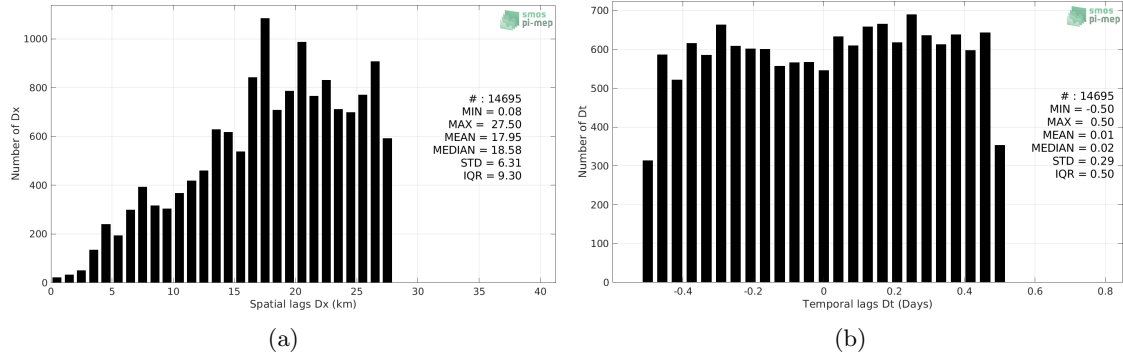 smos
pi-mep
1000
800
600
400
200
0
Number of Dx
# : 14695
MIN = 0.08
MAX = 27.50
MEAN = 17.95
MEDIAN = 18.58
STD = 6.31
IQR = 9.30
0 5 10 15 20 25 30 35 40
Spatial lags Dx (km)
(a)
smos
pi-mep
700
600
500
400
300
200
100
0
Number of Dt
# : 14695
MIN = -0.50
MAX = 0.50
MEAN = 0.01
MEDIAN = 0.02
STD = 0.29
IQR = 0.50
-0.4 -0.2 0 0.2 0.4 0.6 0.8
Temporal lags Dt (Days)
(b)